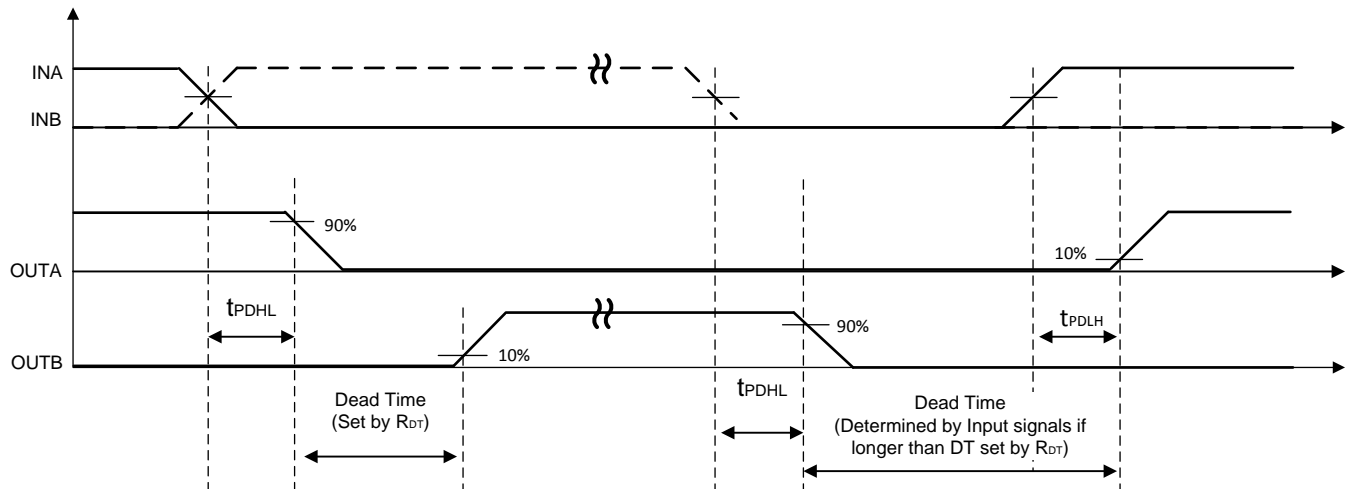 INA
INB
90%
10%
OUTA
tPDHL
tPDLH
90%
10%
OUTB
tPDHL
Dead Time
(Set by RDT)
Dead Time
(Determined by Input signals if
longer than DT set by RDT)